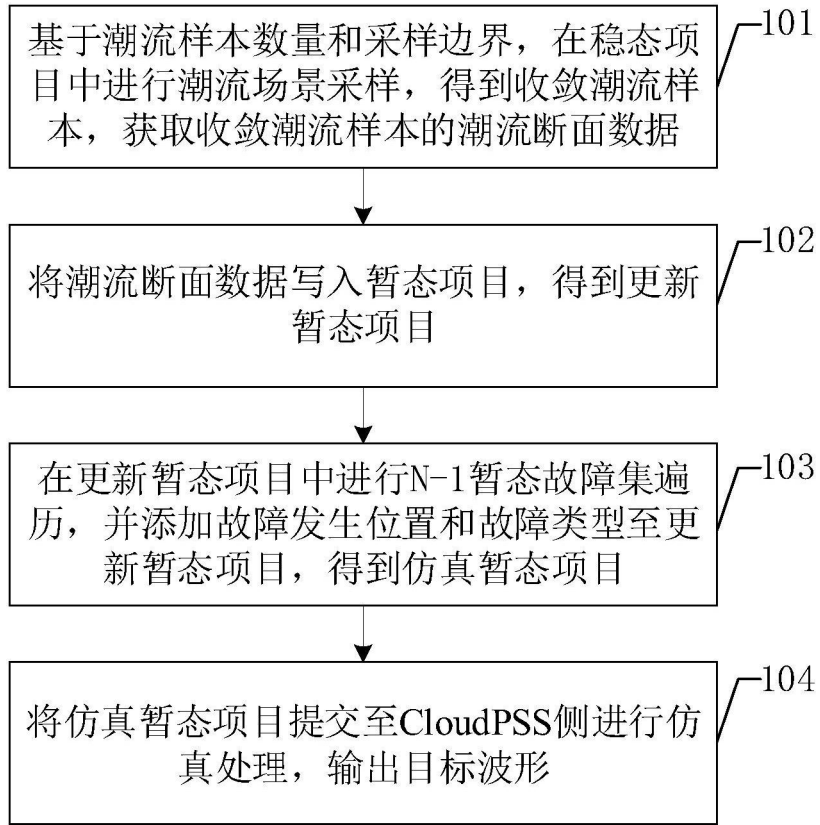 基于潮流样本数量和采样边界，在稳态项
目中进行潮流场景采样，得到收敛潮流样
本，获取收敛潮流样本的潮流断面数据
101
将潮流断面数据写入暂态项目，得到更新
暂态项目
102
在更新暂态项目中进行N-1暂态故障集遍
历，并添加故障发生位置和故障类型至更
新暂态项目，得到仿真暂态项目
103
将仿真暂态项目提交至CloudPSS侧进行仿
真处理，输出目标波形
104